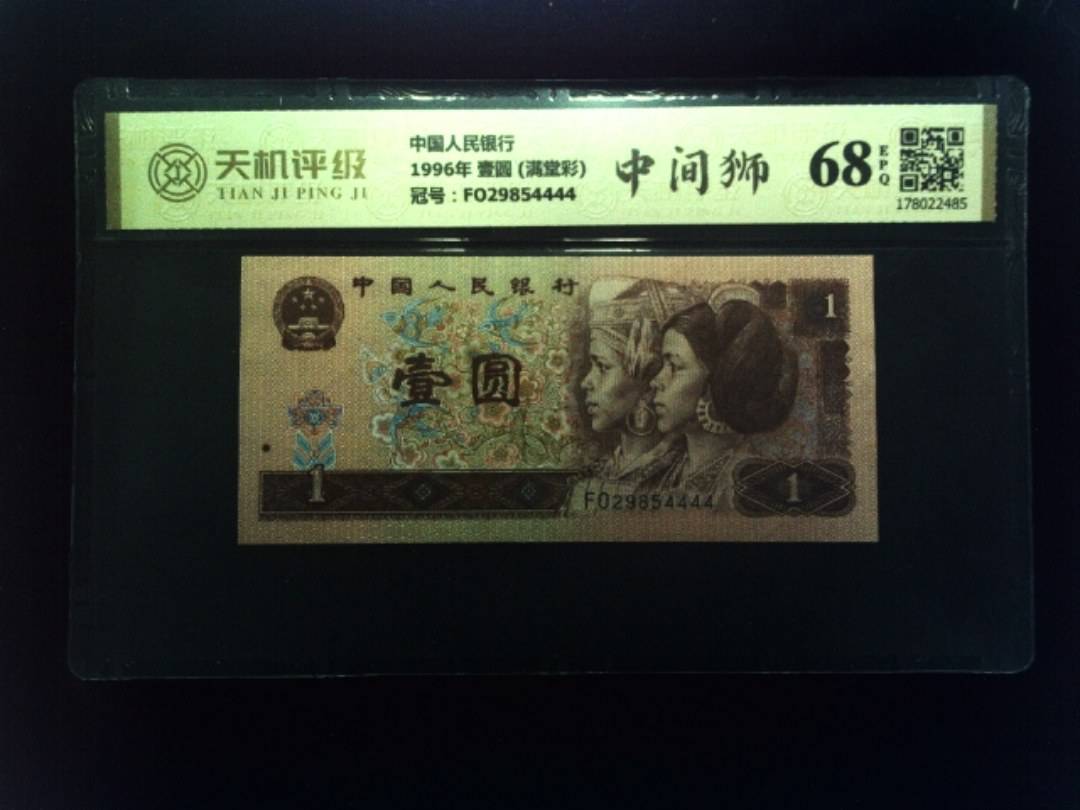 天机评级
TIAN JI PING JI
中国人民银行
1996年 壹圆 (满堂彩)
冠号：FO29854444
中间狮
68
EPQ
178022485
中国人民银行
1
壹圆
1
FO29854444
1